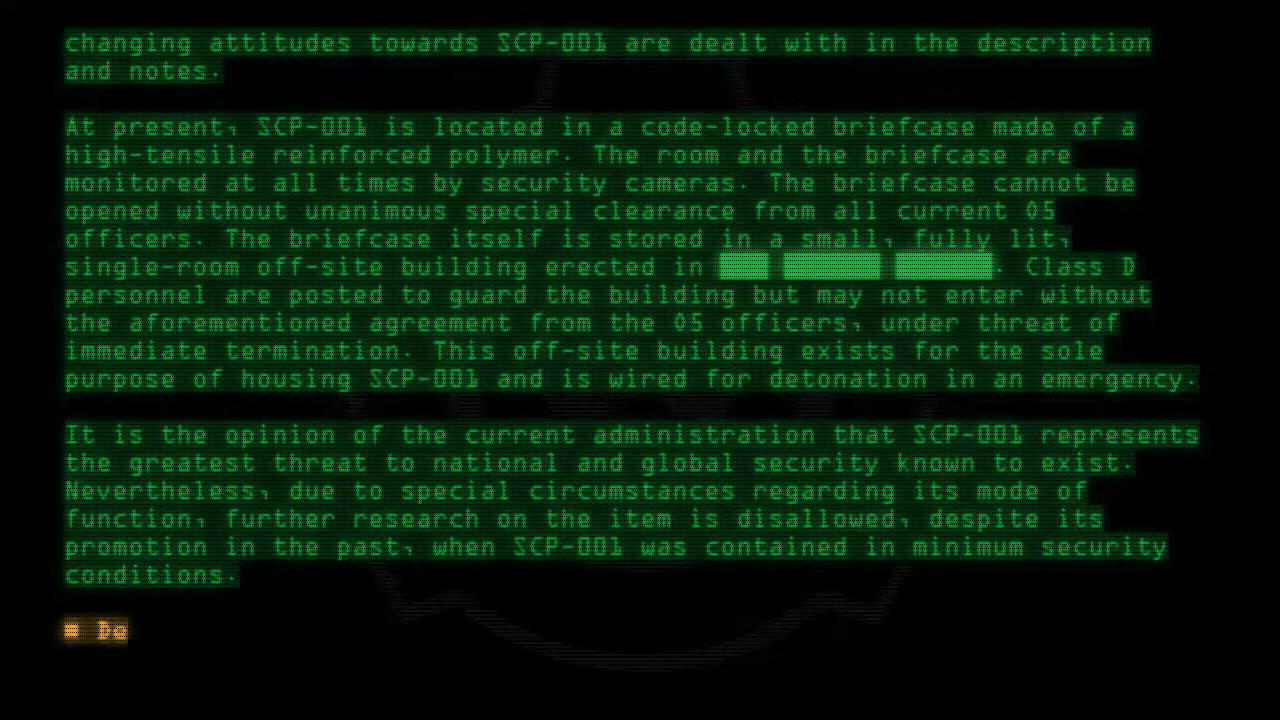 changing attitudes towards SCP-001 are dealt with in the description
and notes.
At present, SCP-001 is located in a code-locked briefcase made of a
high-tensile reinforced polymer. The room and the briefcase are
monitored at all times by security cameras. The briefcase cannot be
opened without unanimous special clearance from all current O5
officers. The briefcase itself is stored in a small, fully lit,
single-room off-site building erected in ███ ██████ ██████. Class D
personnel are posted to guard the building but may not enter without
the aforementioned agreement from the O5 officers, under threat of
immediate termination. This off-site building exists for the sole
purpose of housing SCP-001 and is wired for detonation in an emergency.
It is the opinion of the current administration that SCP-001 represents
the greatest threat to national and global security known to exist.
Nevertheless, due to special circumstances regarding its mode of
function, further research on the item is disallowed, despite its
promotion in the past, when SCP-001 was contained in minimum security
conditions.
■ De